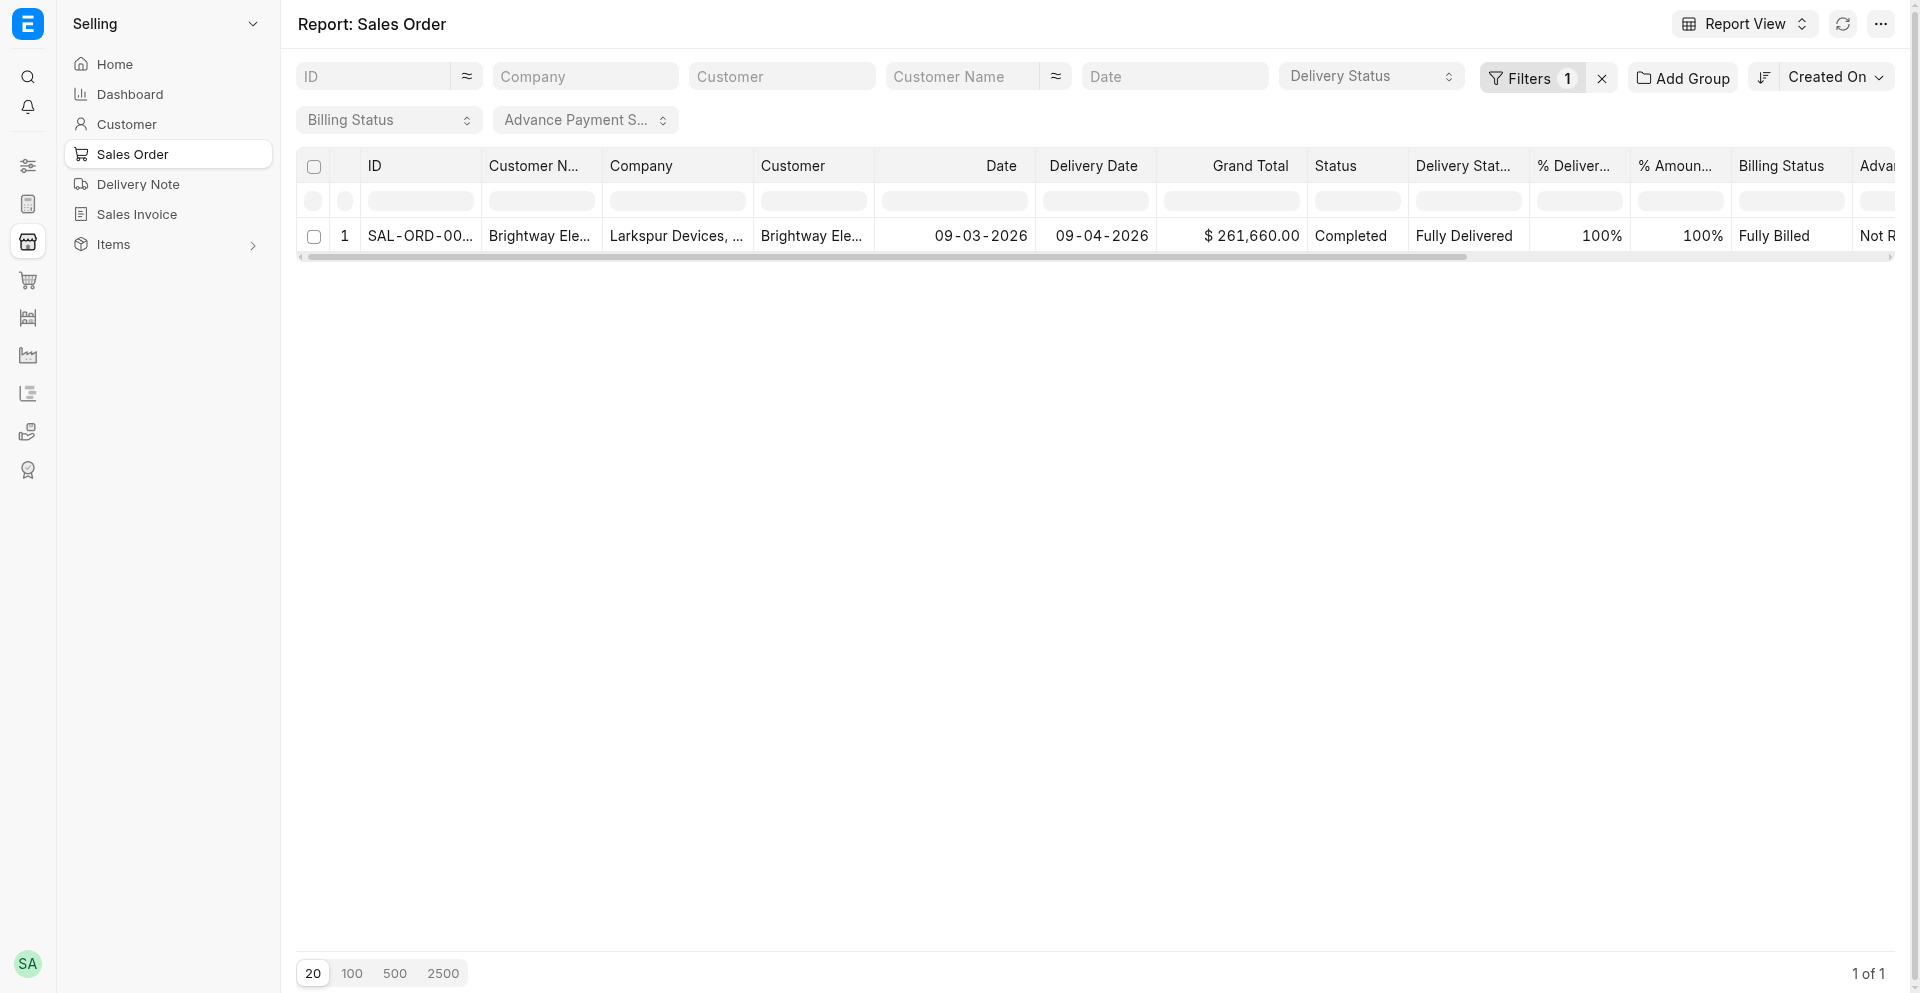 Selling
Report: Sales Order
Report View
Home
Dashboard
Customer
Sales Order
Delivery Note
Sales Invoice
Items
ID
Company
Customer
Customer Name
Date
Delivery Status
Filters 1
Add Group
Created On
Billing Status
Advance Payment S...
ID Customer N... Company Customer Date Delivery Date Grand Total Status Delivery Stat... % Deliver... % Amoun... Billing Status Advar
1 SAL-ORD-00... Brightway Ele... Larkspur Devices, ... Brightway Ele... 09-03-2026 09-04-2026 $ 261,660.00 Completed Fully Delivered 100% 100% Fully Billed Not R
SA
20 100 500 2500
1 of 1